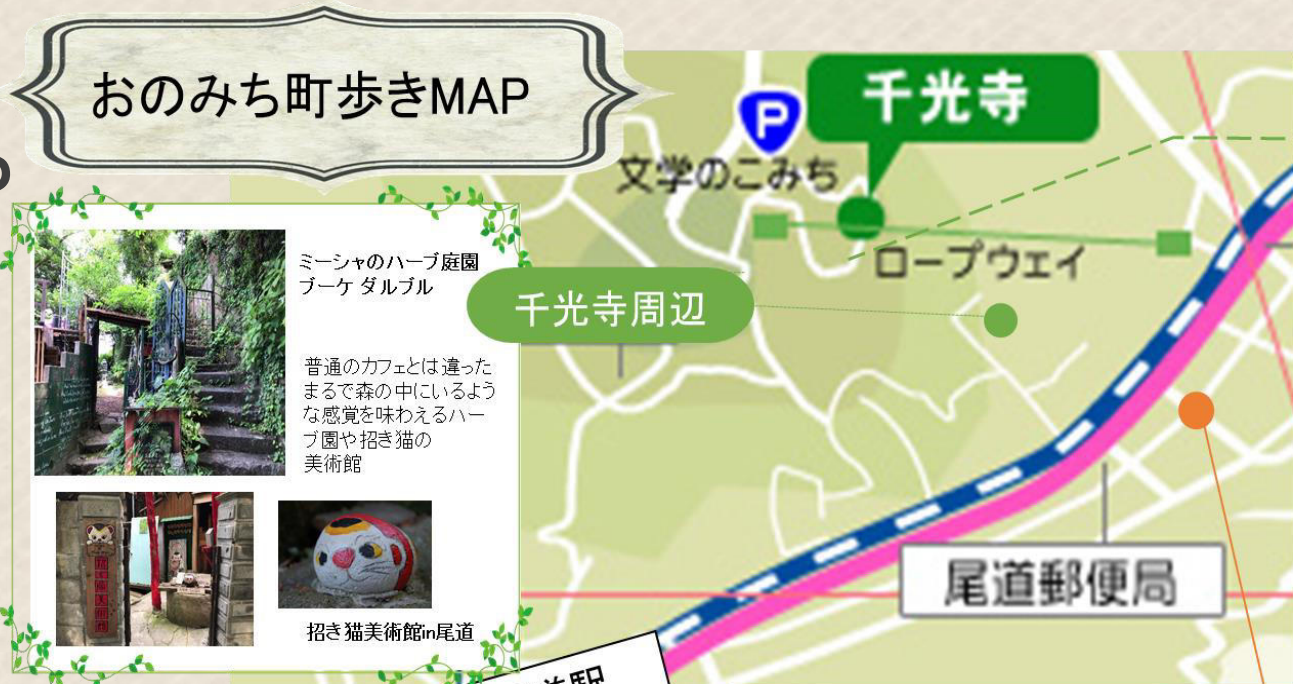 おのみち町歩きMAP
千光寺
P
文学のこみち
ロープウェイ
ミーシャのハーブ庭園
ブーケ ダルブル
千光寺周辺
普通のカフェとは違った
まるで森の中にいるよう
な感覚を味わえるハー
ブ園や招き猫の
美術館
尾道郵便局
招き猫美術館in尾道
駅